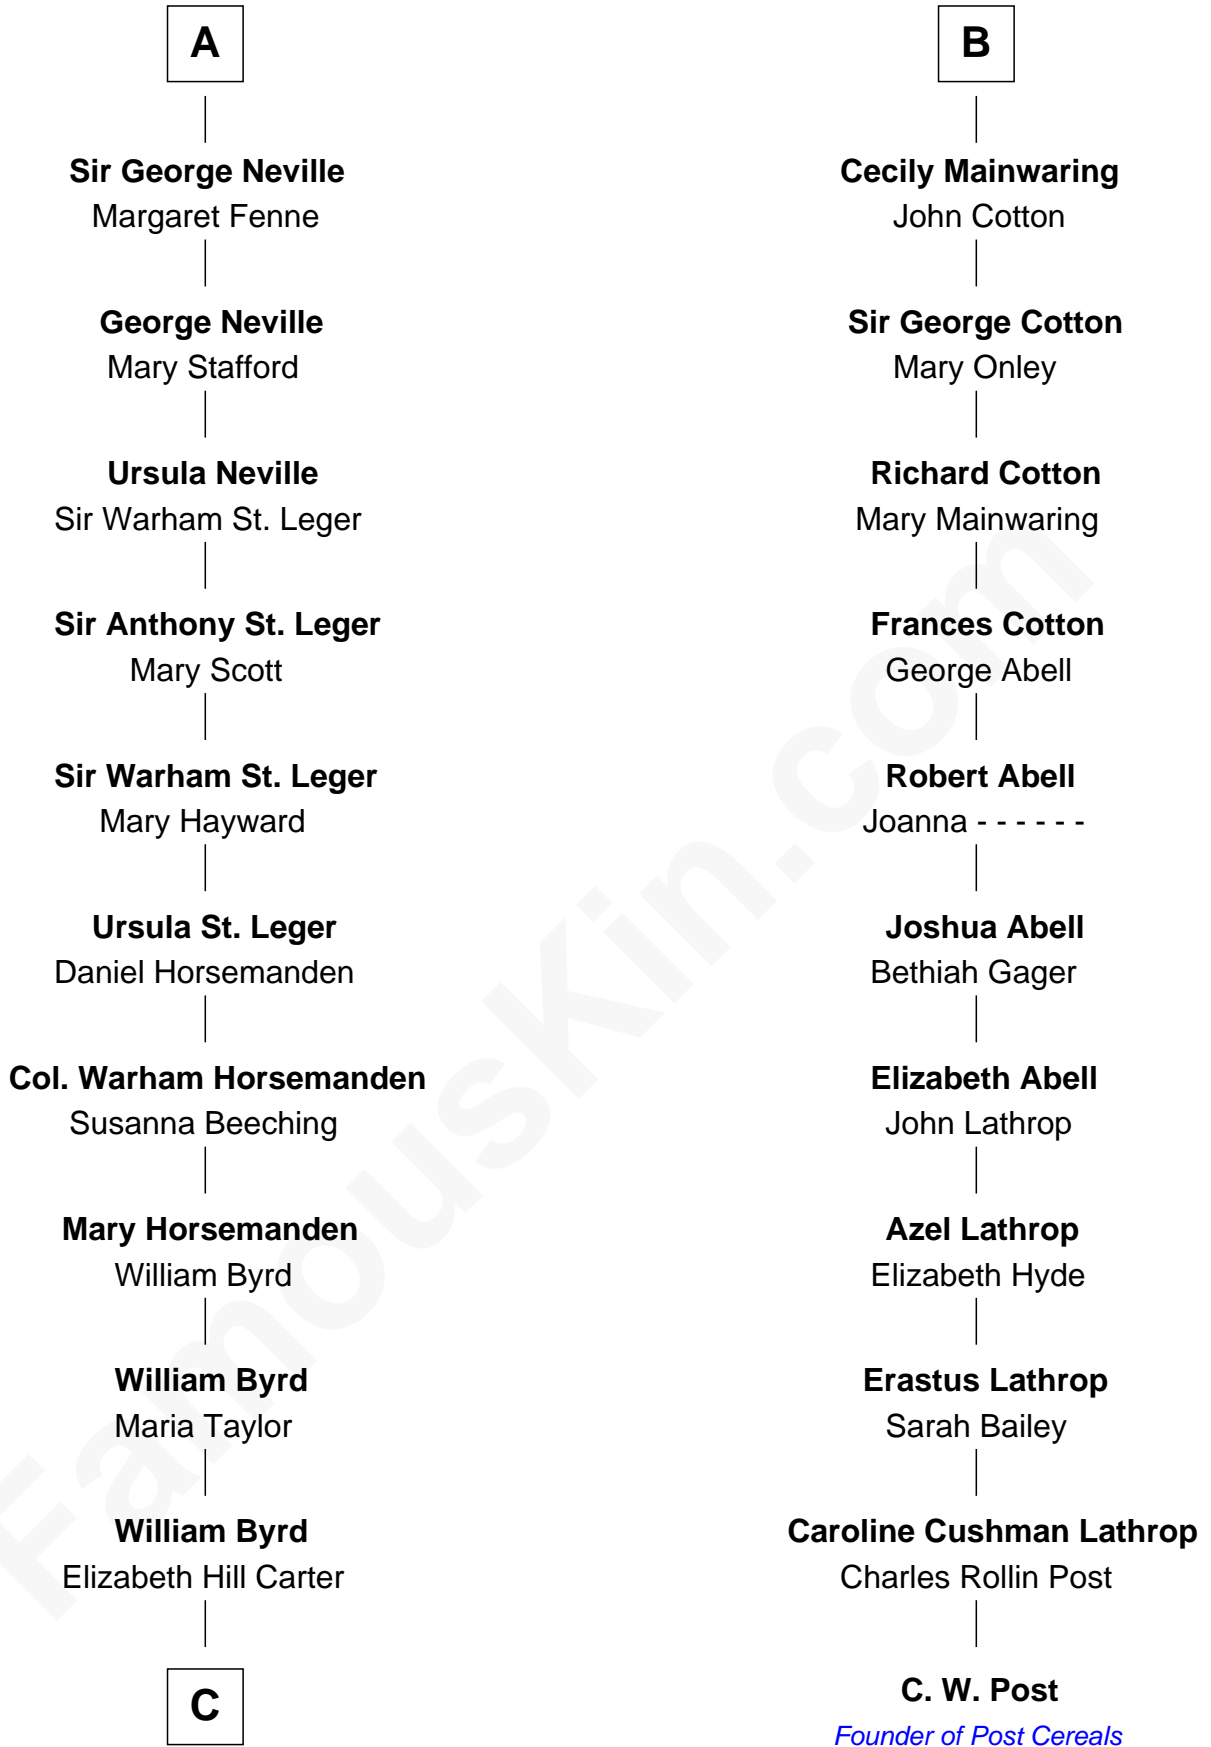 A
Sir George Neville
Margaret Fenne
George Neville
Mary Stafford
Ursula Neville
Sir Warham St. Leger
Sir Anthony St. Leger
Mary Scott
Sir Warham St. Leger
Mary Hayward
Ursula St. Leger
Daniel Horsemanden
Col. Warham Horsemanden
Susanna Beeching
Mary Horsemanden
William Byrd
William Byrd
Maria Taylor
William Byrd
Elizabeth Hill Carter
C
B
Cecily Mainwaring
John Cotton
Sir George Cotton
Mary Onley
Richard Cotton
Mary Mainwaring
Frances Cotton
George Abell
Robert Abell
Joanna - - - - - -
Joshua Abell
Bethiah Gager
Elizabeth Abell
John Lathrop
Azel Lathrop
Elizabeth Hyde
Erastus Lathrop
Sarah Bailey
Caroline Cushman Lathrop
Charles Rollin Post
C. W. Post
Founder of Post Cereals
FamousKin.com